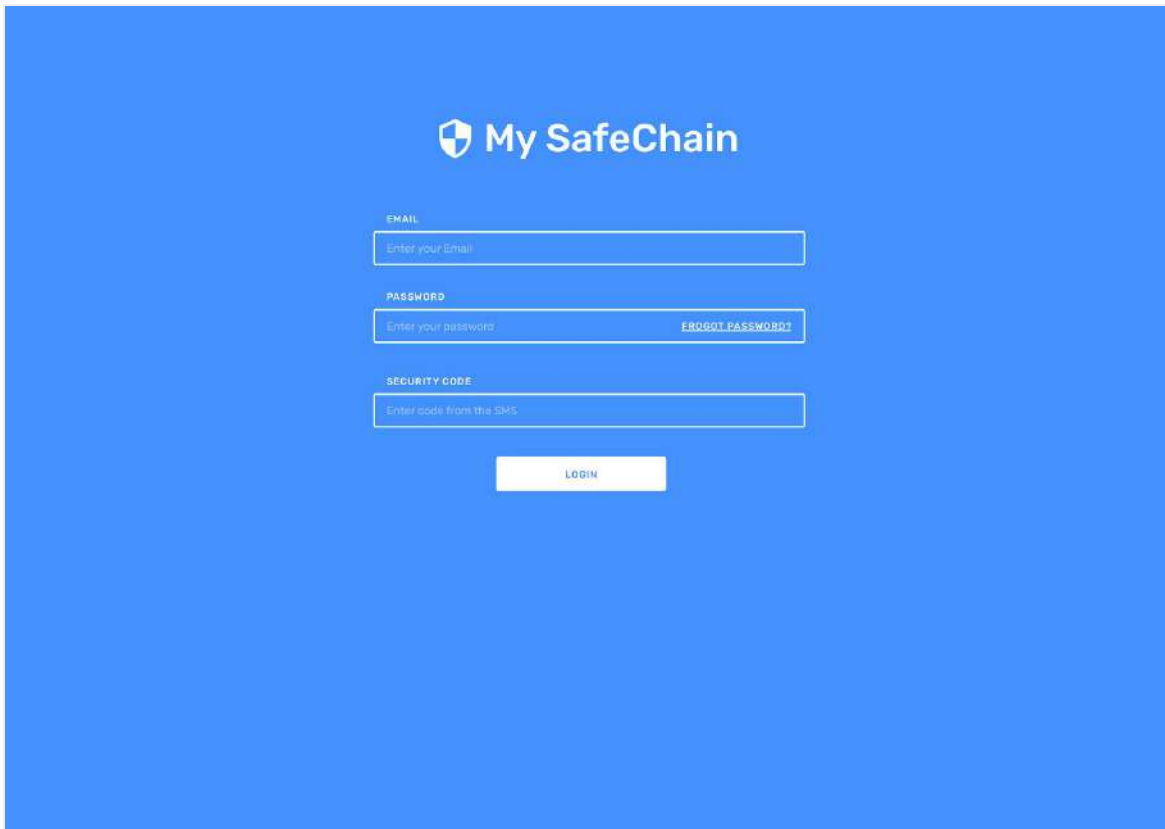 My SafeChain
EMAIL
Enter your Email
PASSWORD
Enter your password FROGOT PASSWORD?
SECURITY CODE
Enter code from the SMS
LOGIN